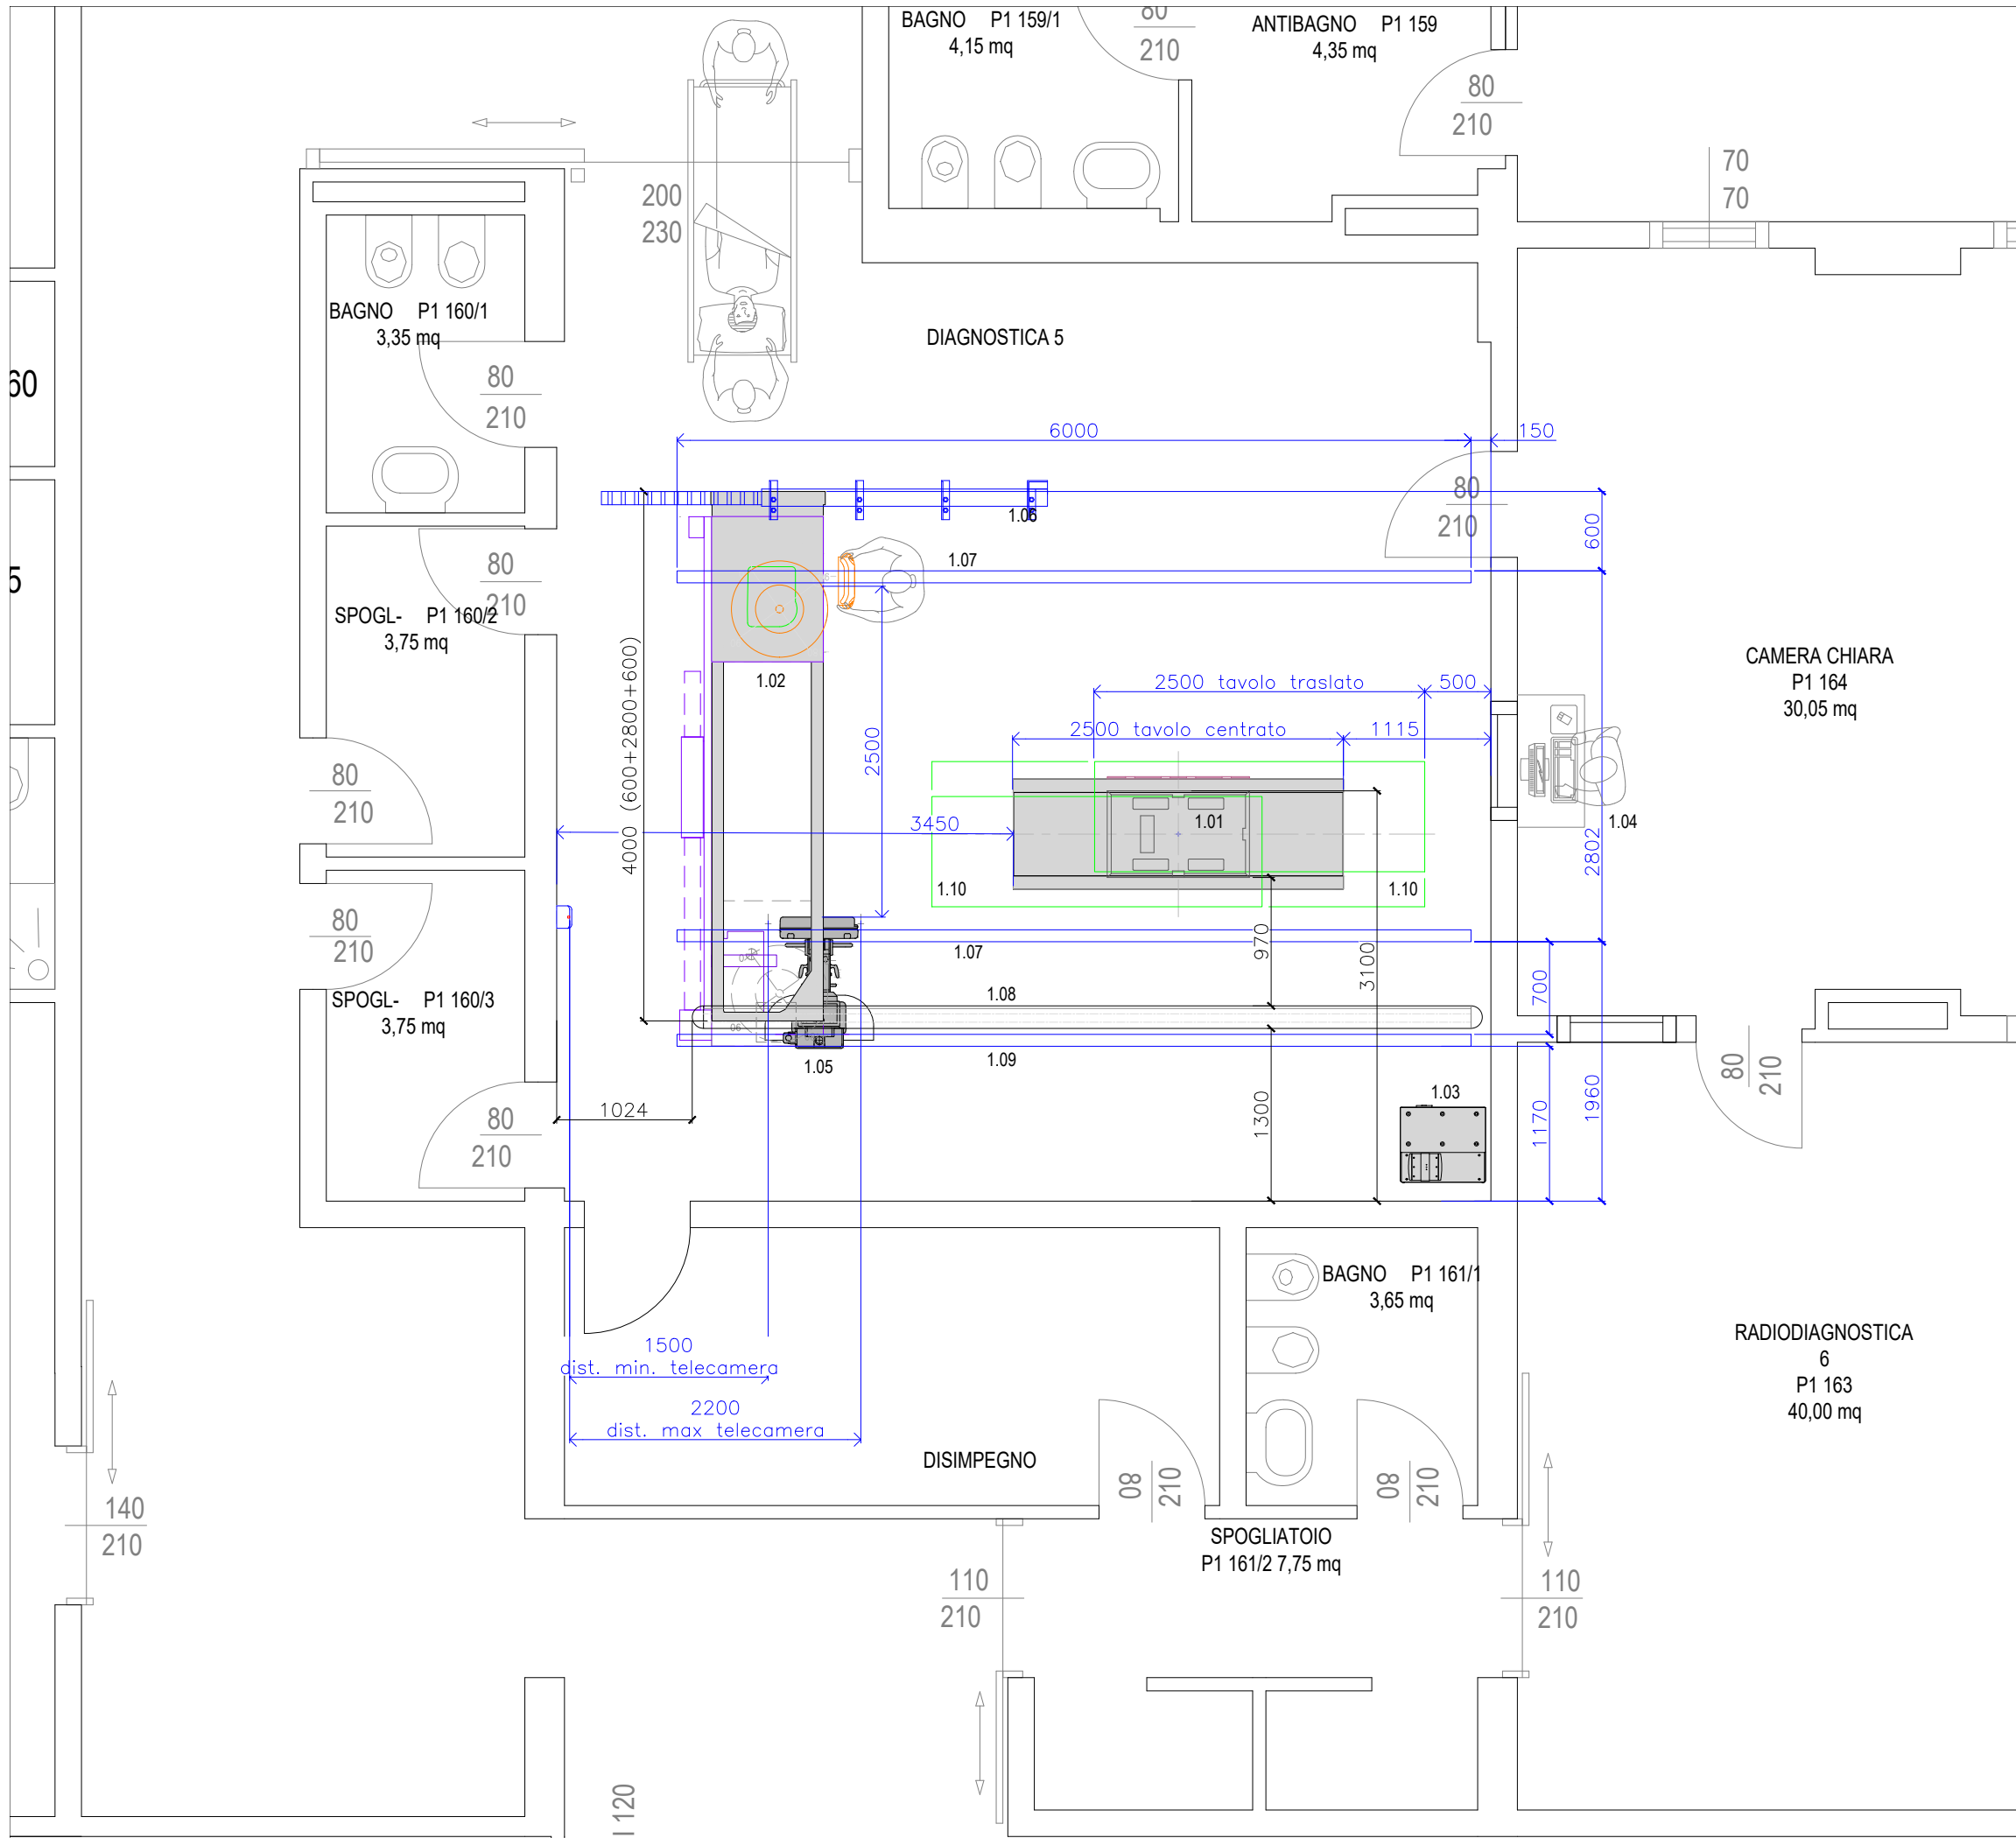 BAGNO P1 159/1
4,15 mq
80
210
ANTIBAGNO P1 159
4,35 mq
80
210
70
70
200
230
BAGNO P1 160/1
3,35 mq
DIAGNOSTICA 5
60
80
210
6000
150
80
210
1.06
600
1.07
5
80
210
SPOGL- P1 160/2
3,75 mq
4000 (600+2800+600)
1.02
2500
CAMERA CHIARA
P1 164
30,05 mq
2500 tavolo traslato
500
2500 tavolo centrato
1115
80
210
3450
1.01
1.04
2802
1.10
1.10
80
210
970
3100
1.07
700
SPOGL- P1 160/3
3,75 mq
1.08
1.09
1.05
80
210
1024
1300
1.03
1170
1960
80
210
BAGNO P1 161/1
3,65 mq
1500
dist. min. telecamera
RADIODIAGNOSTICA
6
P1 163
40,00 mq
2200
dist. max telecamera
DISIMPEGNO
80
210
80
210
140
210
SPOGLIATOIO
P1 161/2 7,75 mq
110
210
110
210
120